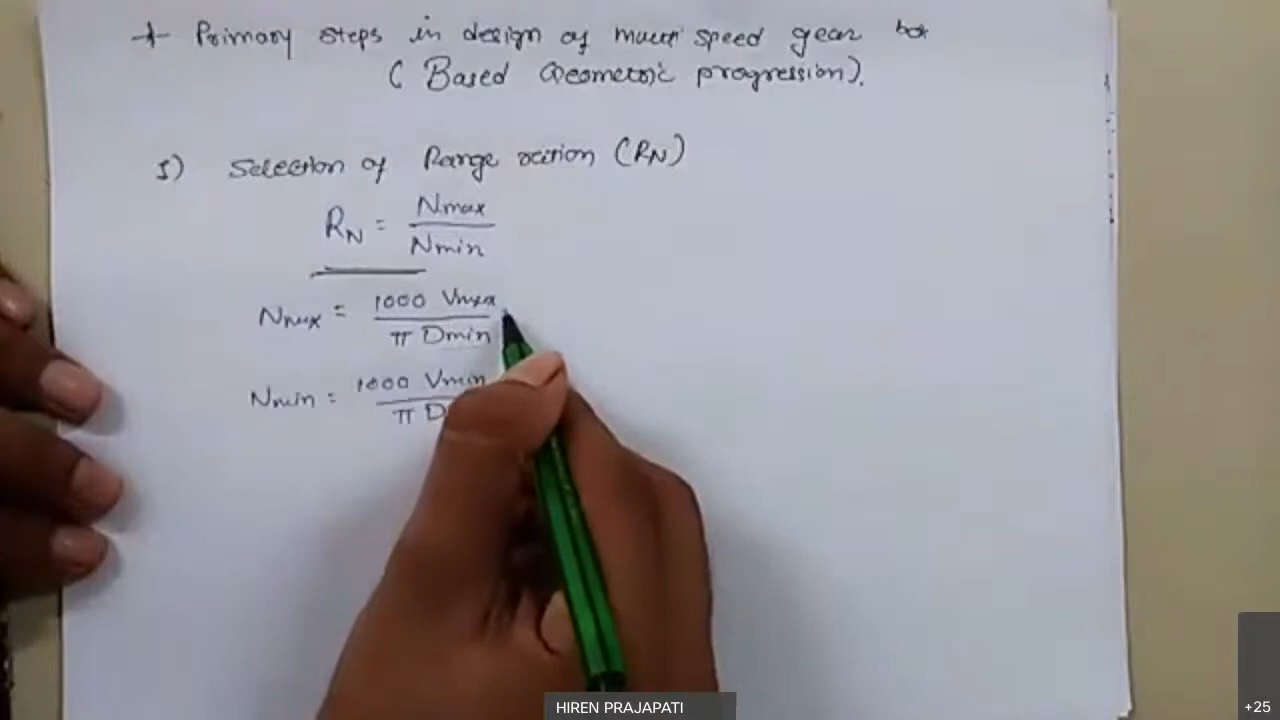 * Primary steps in design of multi speed gear box
( Based Geometric progression).
1) Selection of Range ration (RN)
RN = Nmax / Nmin
Nmax = 1000 Vmax / π Dmin
Nmin = 1000 Vmin / π D
HIREN PRAJAPATI
+25